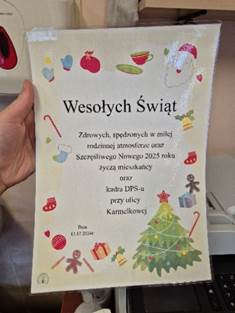 Wesołych Świąt
Zdrowych, spędzonych w miłej
rodzinnej atmosferze oraz
Szczęśliwego Nowego 2025 roku
życzą mieszkańcy
oraz
kadra DPS-u
przy ulicy
Karmelkowej